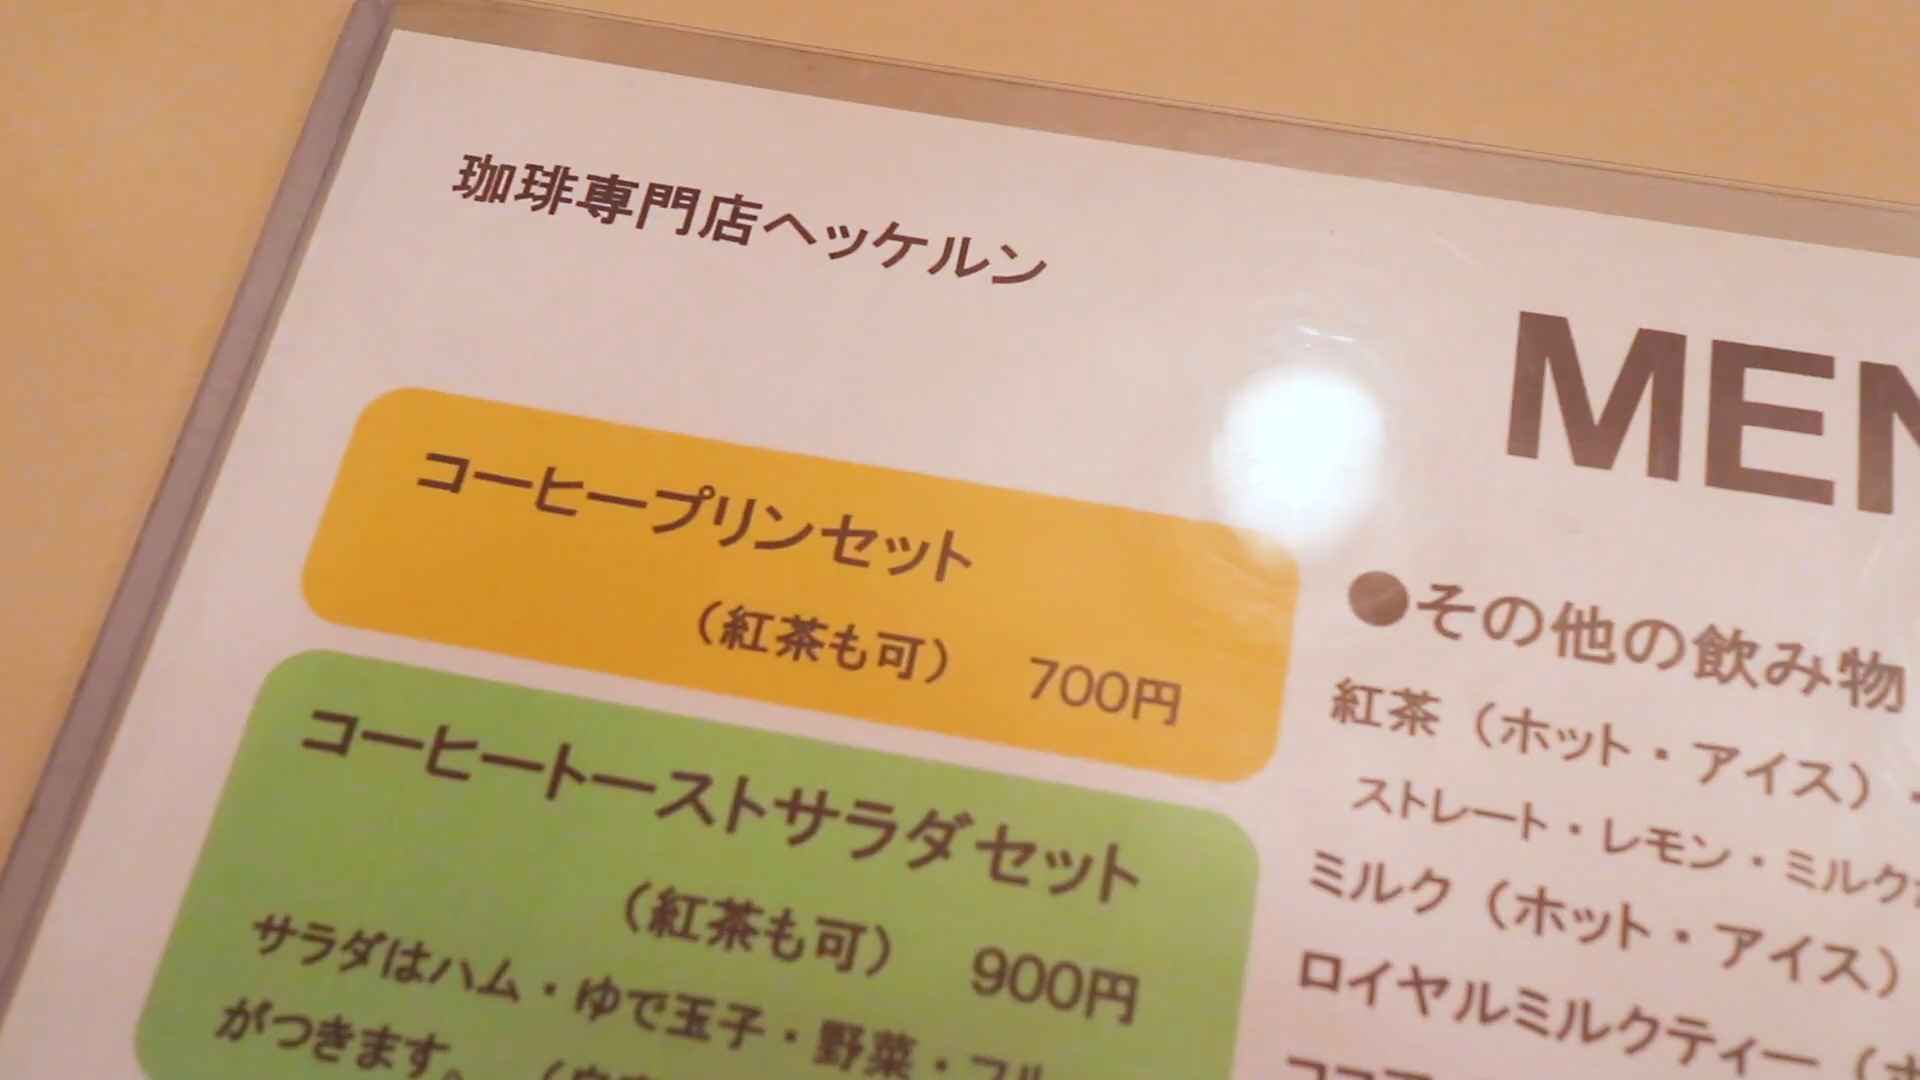 珈琲専門店ヘッケルン
コーヒープリンセット
（紅茶も可） 700円
コーヒートーストサラダセット
（紅茶も可） 900円
サラダはハム・ゆで玉子・野菜・フル
がつきます。
MEN
●その他の飲み物
紅茶（ホット・アイス）
ストレート・レモン・ミルク
ミルク（ホット・アイス）
ロイヤルミルクティー（ホ